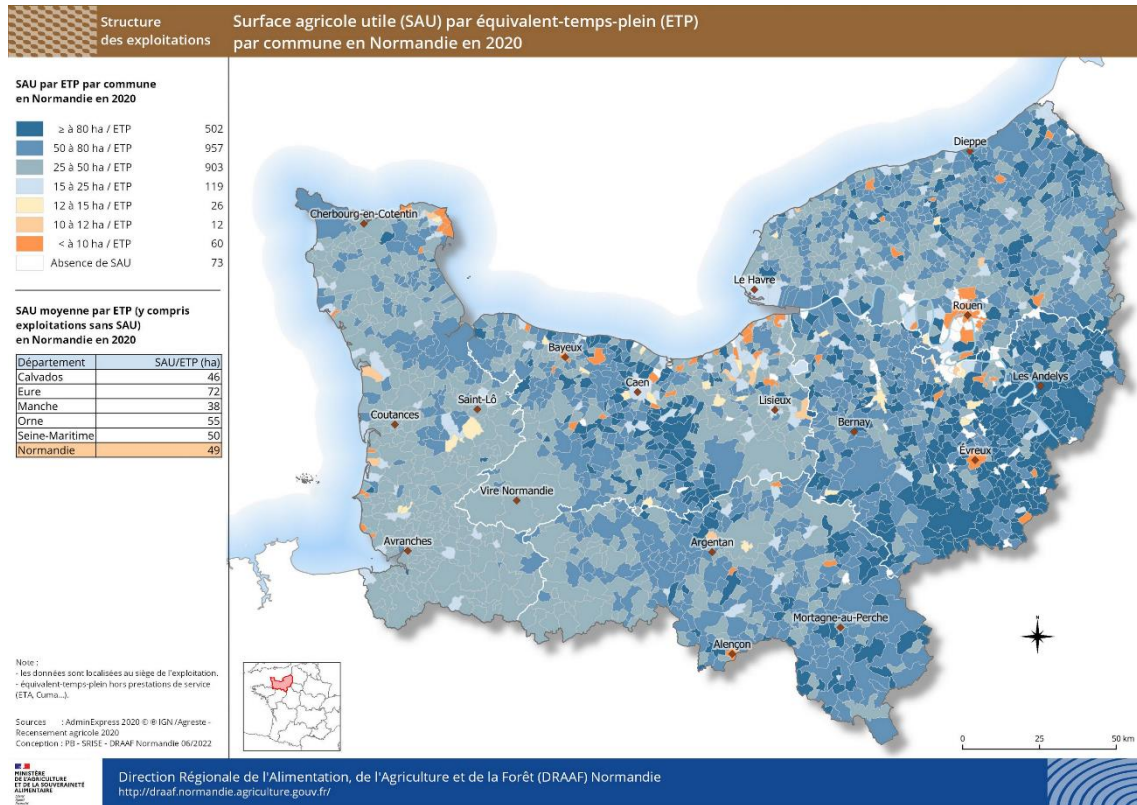 Structure
des exploitations
Surface agricole utile (SAU) par équivalent-temps-plein (ETP)
par commune en Normandie en 2020
SAU par ETP par commune
en Normandie en 2020
≥ à 80 ha / ETP 502
50 à 80 ha / ETP 957
25 à 50 ha / ETP 903
15 à 25 ha / ETP 119
12 à 15 ha / ETP 26
10 à 12 ha / ETP 12
< à 10 ha / ETP 60
Absence de SAU 73
SAU moyenne par ETP (y compris
exploitations sans SAU)
en Normandie en 2020
Département SAU/ETP (ha)
Calvados 46
Eure 72
Manche 38
Orne 55
Seine-Maritime 50
Normandie 49
Dieppe
Cherbourg-en-Cotentin
Le Havre
Rouen
Bayeux
Les Andelys
Caen
Saint-Lô
Lisieux
Coutances
Bernay
Évreux
Vire Normandie
Avranches
Argentan
Mortagne-au-Perche
Alençon
0 25 50 km
Note :
- les données sont localisées au siège de l'exploitation.
- équivalent-temps-plein hors prestations de service
(ETA, Cuma...).
Sources : AdminExpress 2020 © ® IGN /Agreste -
Recensement agricole 2020
Conception : PB - SRISE - DRAAF Normandie 06/2022
MINISTÈRE
DE L'AGRICULTURE
ET DE LA SOUVERAINETÉ
ALIMENTAIRE
Direction Régionale de l'Alimentation, de l'Agriculture et de la Forêt (DRAAF) Normandie
http://draaf.normandie.agriculture.gouv.fr/